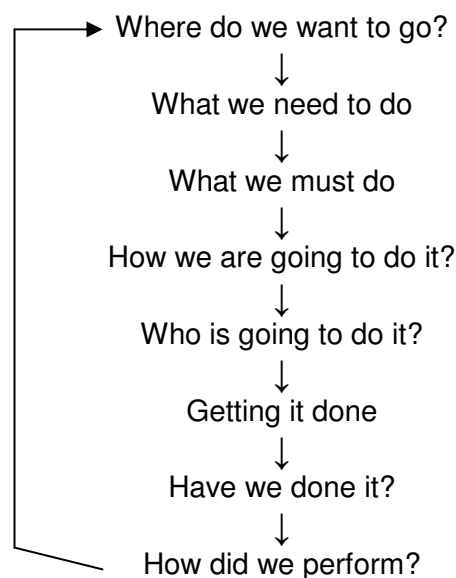 Where do we want to go?
What we need to do
What we must do
How we are going to do it?
Who is going to do it?
Getting it done
Have we done it?
How did we perform?